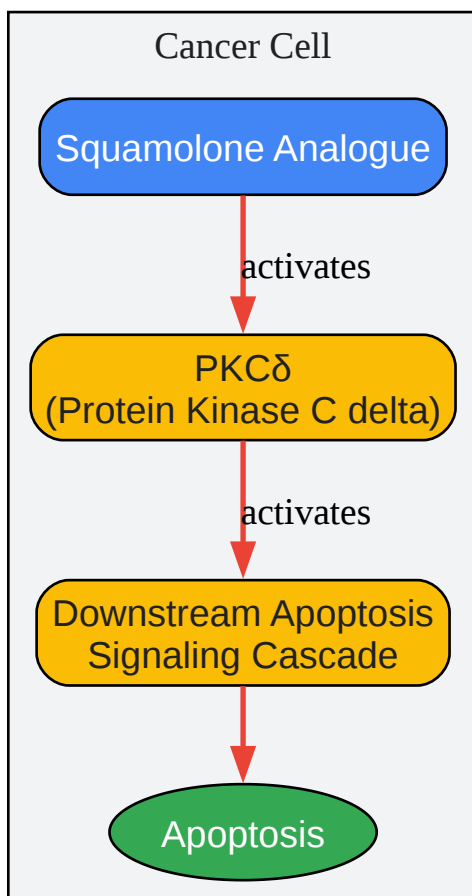 Cancer Cell
Squamolone Analogue
activates
PKCδ
(Protein Kinase C delta)
activates
Downstream Apoptosis
Signaling Cascade
Apoptosis